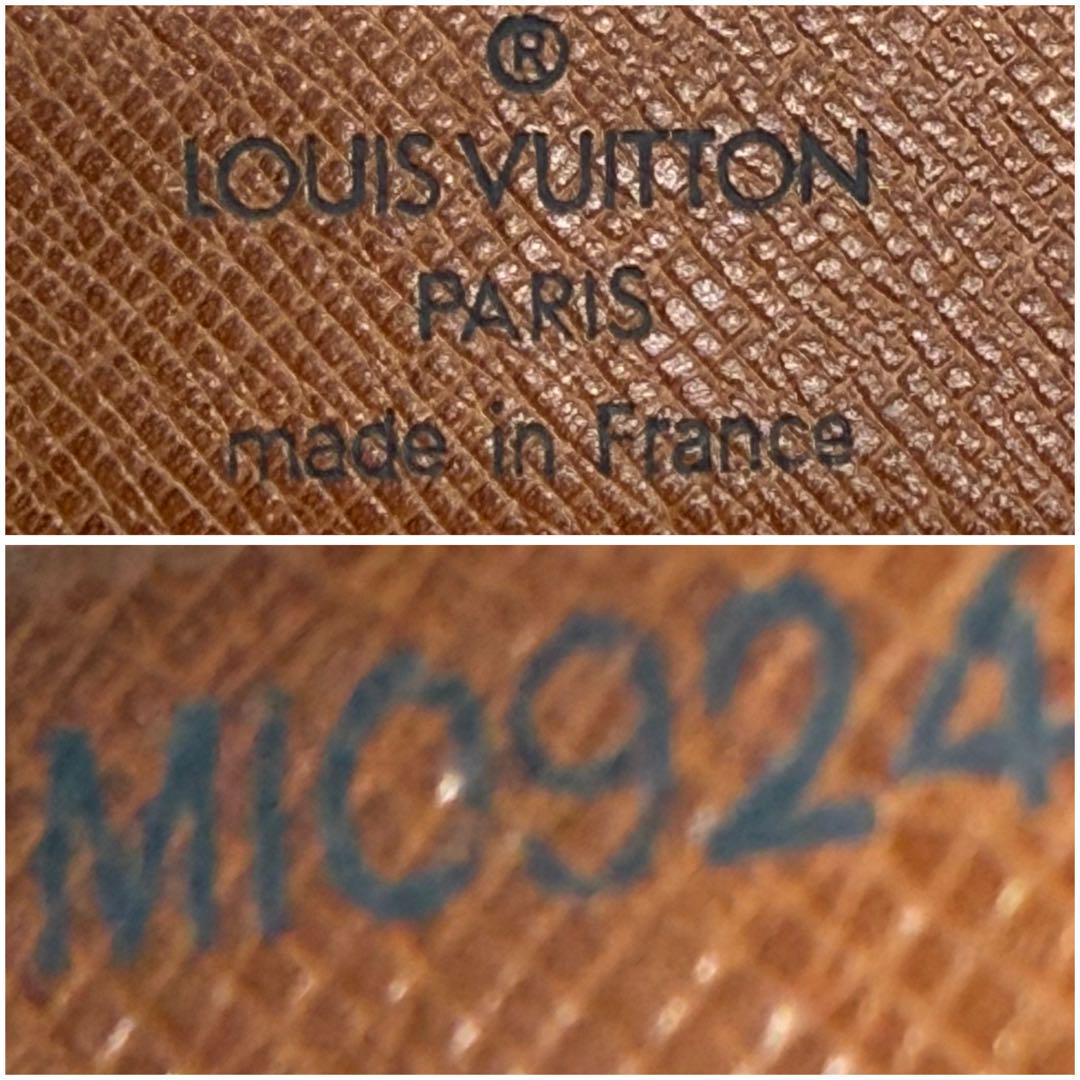 ®
LOUIS VUITTON
PARIS
made in France
MI0924